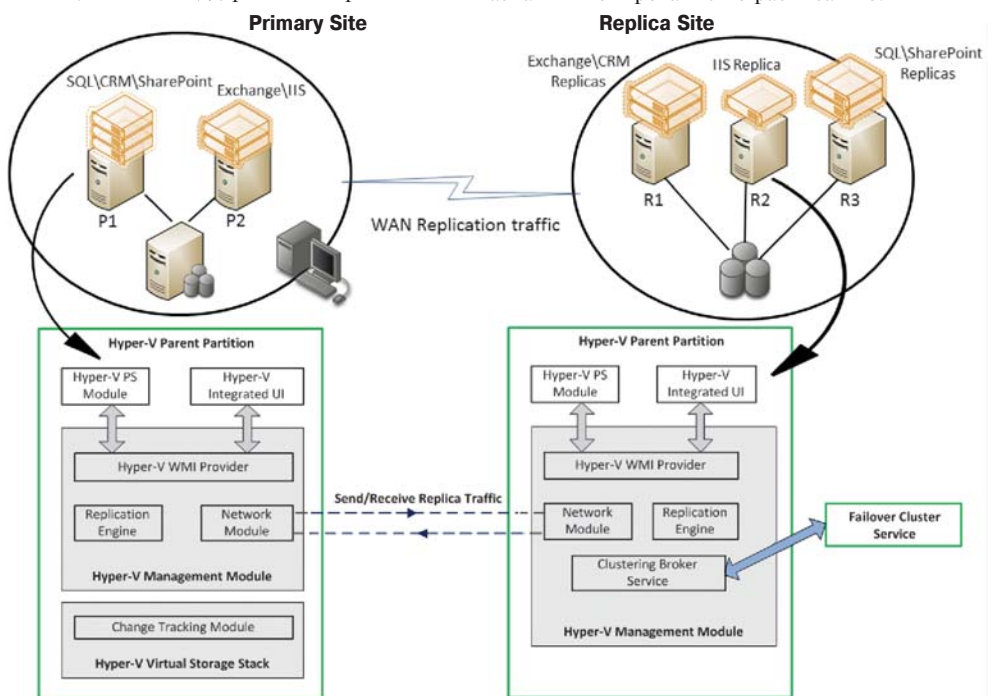 Primary Site
Replica Site
SQL\CRM\SharePoint
Exchange\IIS
P1
P2
WAN Replication traffic
Exchange\CRM
Replicas
IIS Replica
SQL\SharePoint
Replicas
R1
R2
R3
Hyper-V Parent Partition
Hyper-V PS
Module
Hyper-V
Integrated UI
Hyper-V WMI Provider
Replication
Engine
Network
Module
Hyper-V Management Module
Change Tracking Module
Hyper-V Virtual Storage Stack
Send/Receive Replica Traffic
Hyper-V Parent Partition
Hyper-V PS
Module
Hyper-V
Integrated UI
Hyper-V WMI Provider
Network
Module
Replication
Engine
Clustering Broker
Service
Hyper-V Management Module
Failover Cluster
Service